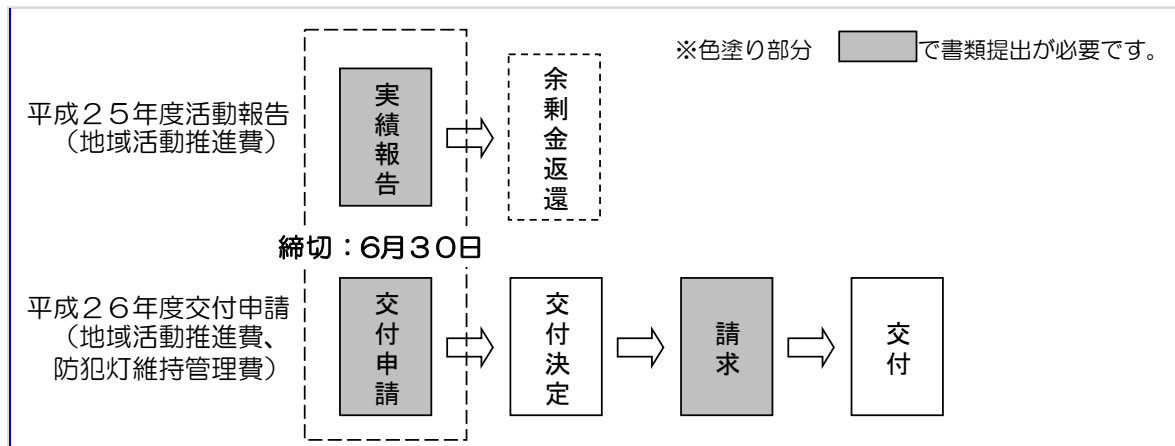 ※色塗り部分　　　で書類提出が必要です。
平成２５年度活動報告
（地域活動推進費）
実績報告
余剰金返還
締切：６月３０日
平成２６年度交付申請
（地域活動推進費、
防犯灯維持管理費）
交付申請
交付決定
請求
交付